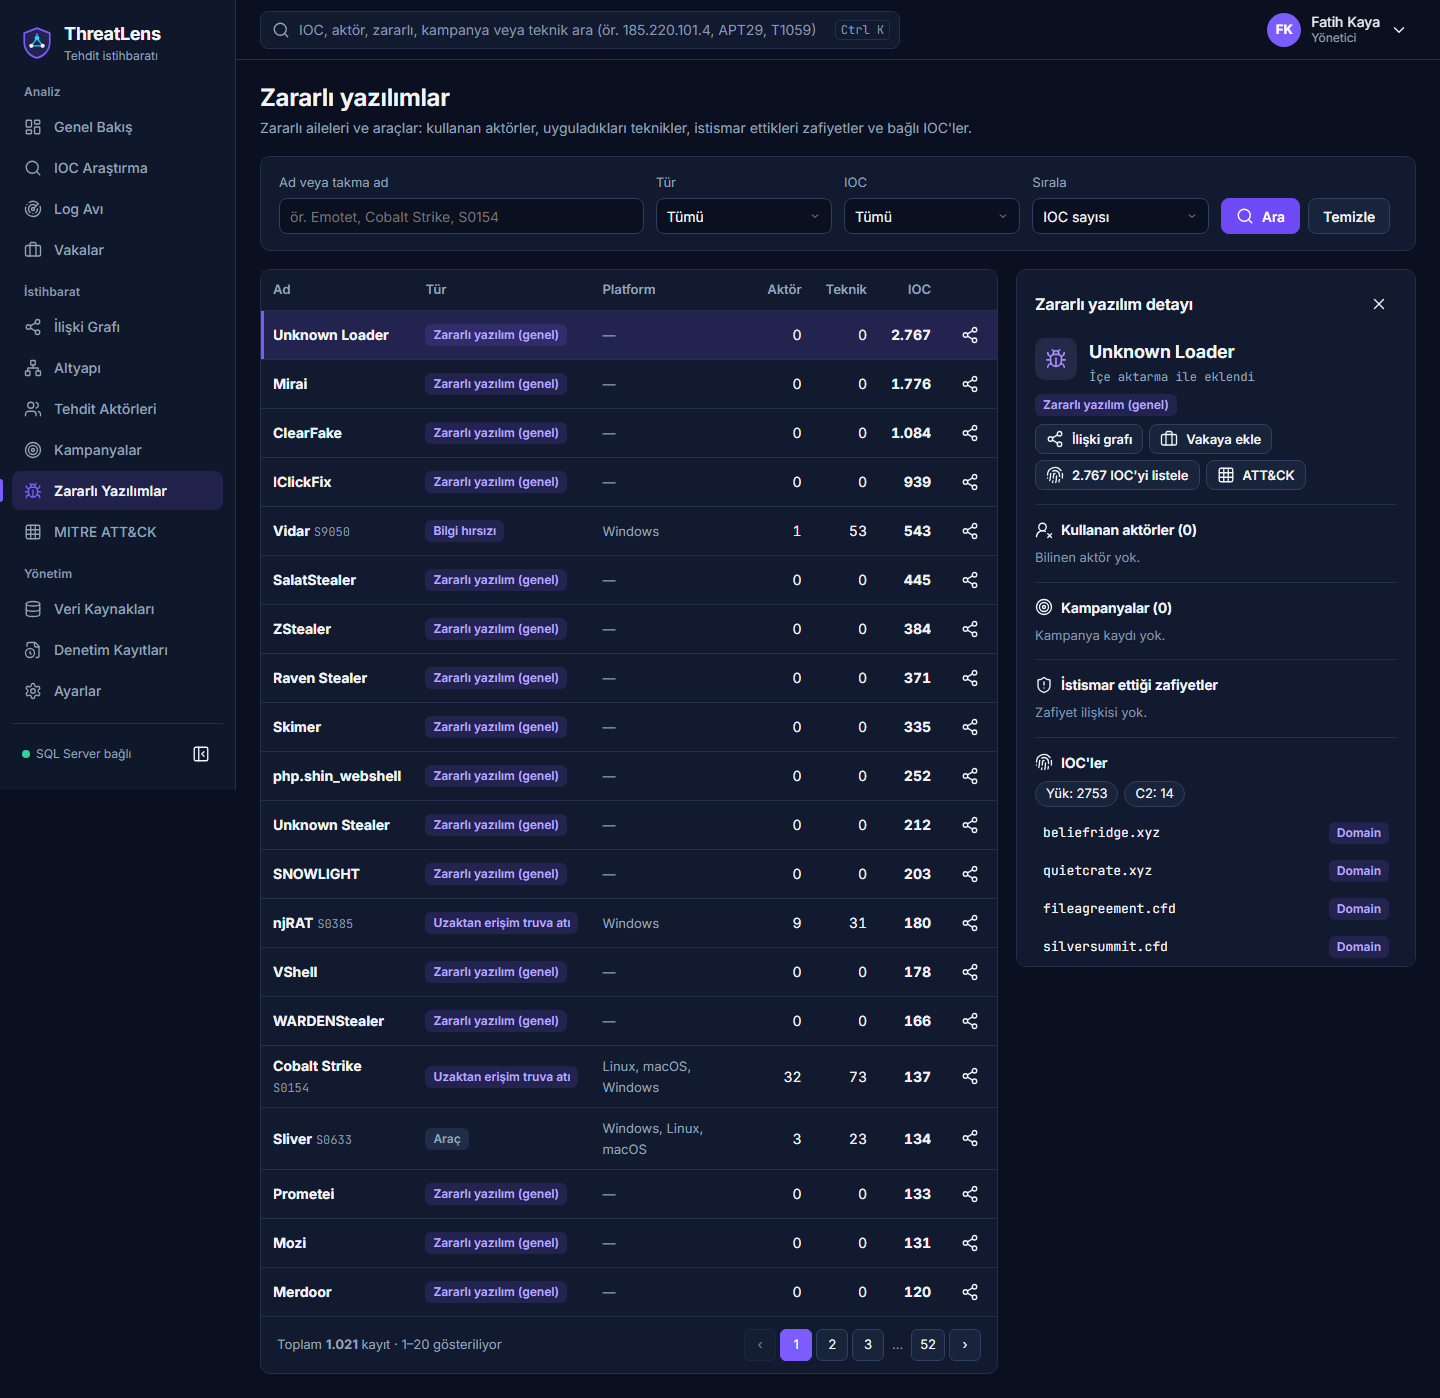 ThreatLens
Tehdit istihbaratı
Analiz
Genel Bakış
IOC Araştırma
Log Avı
Vakalar
İstihbarat
İlişki Grafı
Altyapı
Tehdit Aktörleri
Kampanyalar
Zararlı Yazılımlar
MITRE ATT&CK
Yönetim
Veri Kaynakları
Denetim Kayıtları
Ayarlar
SQL Server bağlı
IOC, aktör, zararlı, kampanya veya teknik ara (ör. 185.220.101.4, APT29, T1059) Ctrl K
FK Fatih Kaya
Yönetici
Zararlı yazılımlar
Zararlı aileleri ve araçlar: kullanan aktörler, uyguladıkları teknikler, istismar ettikleri zafiyetler ve bağlı IOC'ler.
Ad veya takma ad Tür IOC Sırala
ör. Emotet, Cobalt Strike, S0154 Tümü Tümü IOC sayısı Ara Temizle
Ad Tür Platform Aktör Teknik IOC
Unknown Loader Zararlı yazılım (genel) — 0 0 2.767
Mirai Zararlı yazılım (genel) — 0 0 1.776
ClearFake Zararlı yazılım (genel) — 0 0 1.084
IClickFix Zararlı yazılım (genel) — 0 0 939
Vidar S9050 Bilgi hırsızı Windows 1 53 543
SalatStealer Zararlı yazılım (genel) — 0 0 445
ZStealer Zararlı yazılım (genel) — 0 0 384
Raven Stealer Zararlı yazılım (genel) — 0 0 371
Skimer Zararlı yazılım (genel) — 0 0 335
php.shin_webshell Zararlı yazılım (genel) — 0 0 252
Unknown Stealer Zararlı yazılım (genel) — 0 0 212
SNOWLIGHT Zararlı yazılım (genel) — 0 0 203
njRAT S0385 Uzaktan erişim truva atı Windows 9 31 180
VShell Zararlı yazılım (genel) — 0 0 178
WARDENStealer Zararlı yazılım (genel) — 0 0 166
Cobalt Strike S0154 Uzaktan erişim truva atı Linux, macOS, Windows 32 73 137
Sliver S0633 Araç Windows, Linux, macOS 3 23 134
Prometei Zararlı yazılım (genel) — 0 0 133
Mozi Zararlı yazılım (genel) — 0 0 131
Merdoor Zararlı yazılım (genel) — 0 0 120
Toplam 1.021 kayıt · 1–20 gösteriliyor ‹ 1 2 3 … 52 ›
Zararlı yazılım detayı
Unknown Loader
İçe aktarma ile eklendi
Zararlı yazılım (genel)
İlişki grafı Vakaya ekle
2.767 IOC'yi listele ATT&CK
Kullanan aktörler (0)
Bilinen aktör yok.
Kampanyalar (0)
Kampanya kaydı yok.
İstismar ettiği zafiyetler
Zafiyet ilişkisi yok.
IOC'ler
Yük: 2753 C2: 14
beliefridge.xyz Domain
quietcrate.xyz Domain
fileagreement.cfd Domain
silversummit.cfd Domain